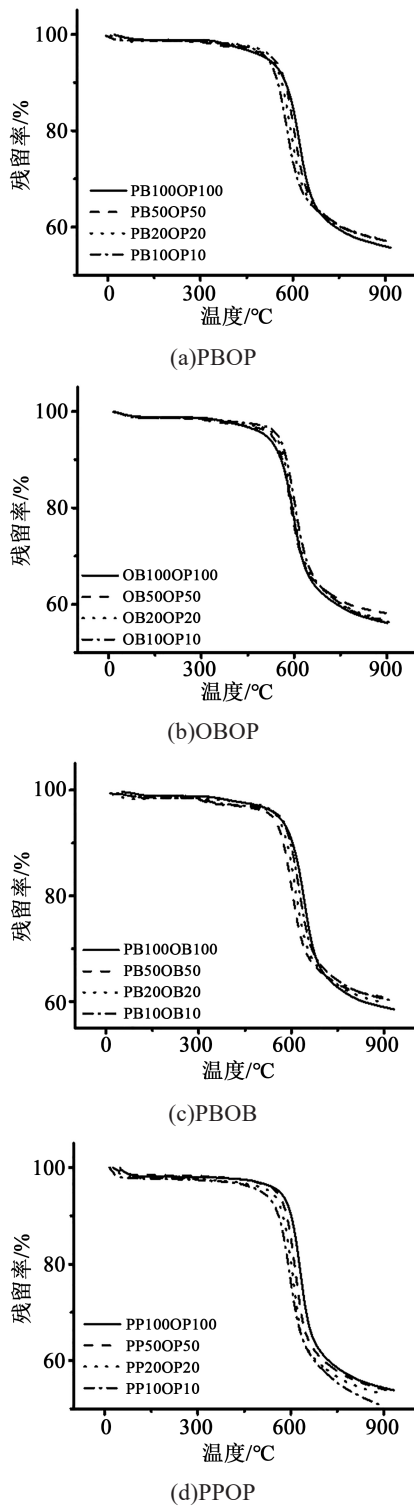 100
80
60
残留率/%
PB100OP100
PB50OP50
PB20OP20
PB10OP10
0 300 600 900
温度/℃
(a)PBOP
100
80
60
残留率/%
OB100OP100
OB50OP50
OB20OP20
OB10OP10
0 300 600 900
温度/℃
(b)OBOP
100
80
60
残留率/%
PB100OB100
PB50OB50
PB20OB20
PB10OB10
0 300 600 900
温度/℃
(c)PBOB
100
80
60
残留率/%
PP100OP100
PP50OP50
PP20OP20
PP10OP10
0 300 600 900
温度/℃
(d)PPOP